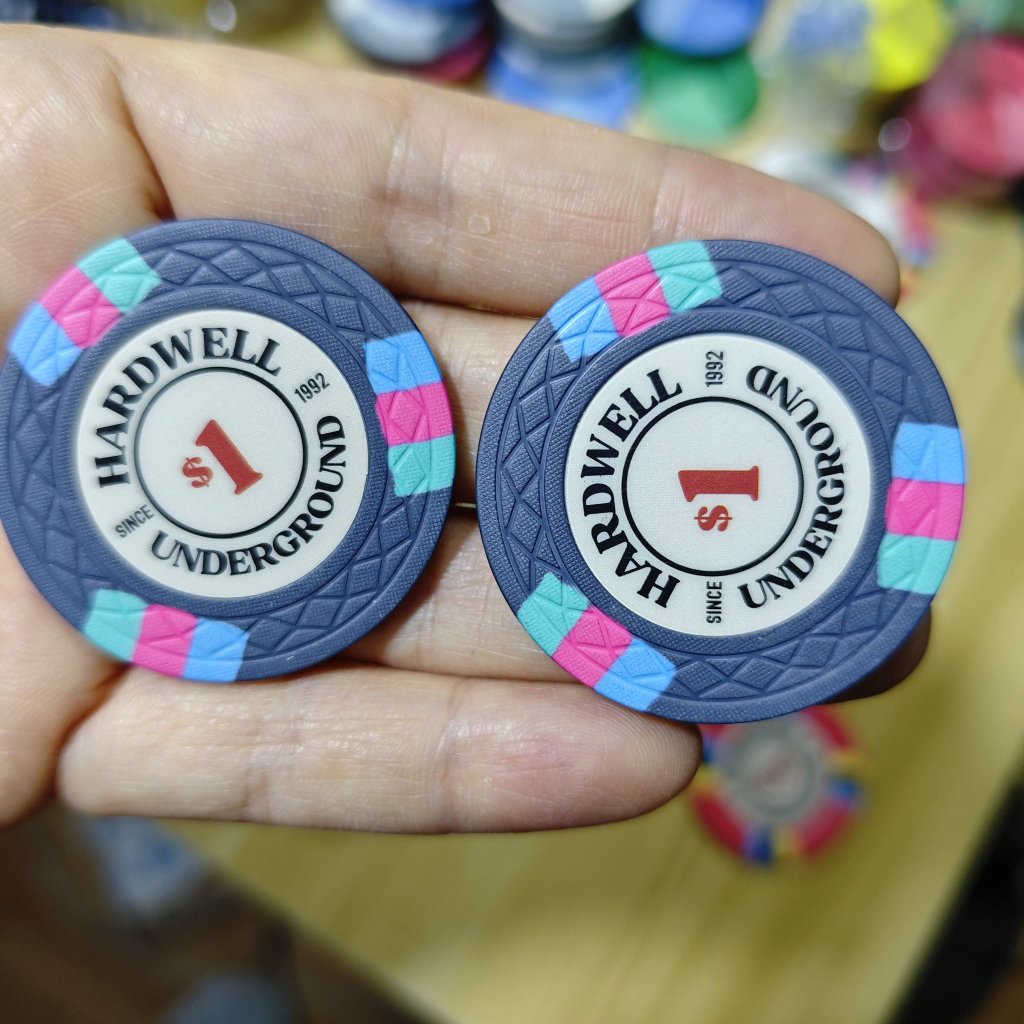 HARDWELL
SINCE $1 1992
UNDERGROUND
HARDWELL
SINCE $1 1992
UNDERGROUND